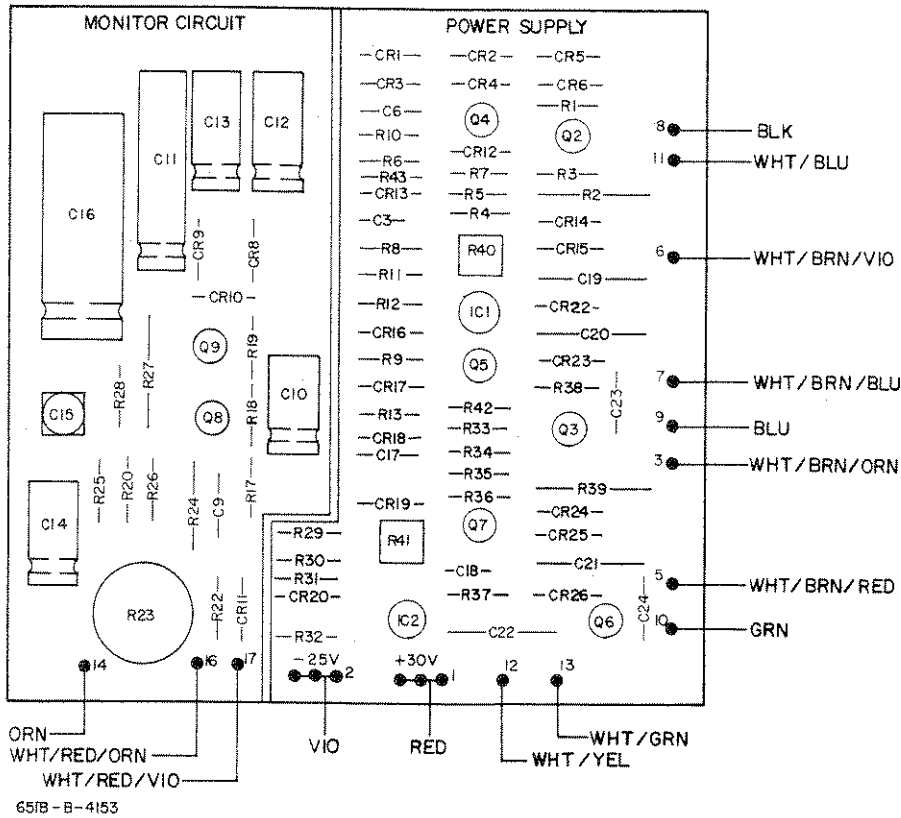 MONITOR CIRCUIT
POWER SUPPLY
CR1 CR2 CR5
CR3 CR4 CR6
C6 R1
Q4 Q2
R10
CR12
R6 R7 R3
R43
CR13 R5 R2
R4
C3 CR14
R8 R40 CR15
R11 C19
R12 IC1 CR22
CR16 C20
R9 Q5 CR23
CR17 R38
C23
R13 R42
R33 Q3
CR18 R34
C17 R35
R36 R39
CR19 CR24
R41 Q7 CR25
C18 C21
R37 CR26
IC2 Q6 C24
C22
C16
C11
C13
C12
CR9
CR8
CR10
Q9
R19
R27
R28
C10
C15
Q8
R18
R25
R20
R26
R24
C9
R17
C14
R23
R22
CR11
R29
R30
R31
CR20
R32
-25V
+30V
8 BLK
11 WHT/BLU
6 WHT/BRN/VIO
7 WHT/BRN/BLU
9 BLU
3 WHT/BRN/ORN
5 WHT/BRN/RED
10 GRN
14 16 17 2 1 12 13
ORN
WHT/RED/ORN
WHT/RED/VIO
VIO
RED
WHT/YEL
WHT/GRN
651B-B-4153